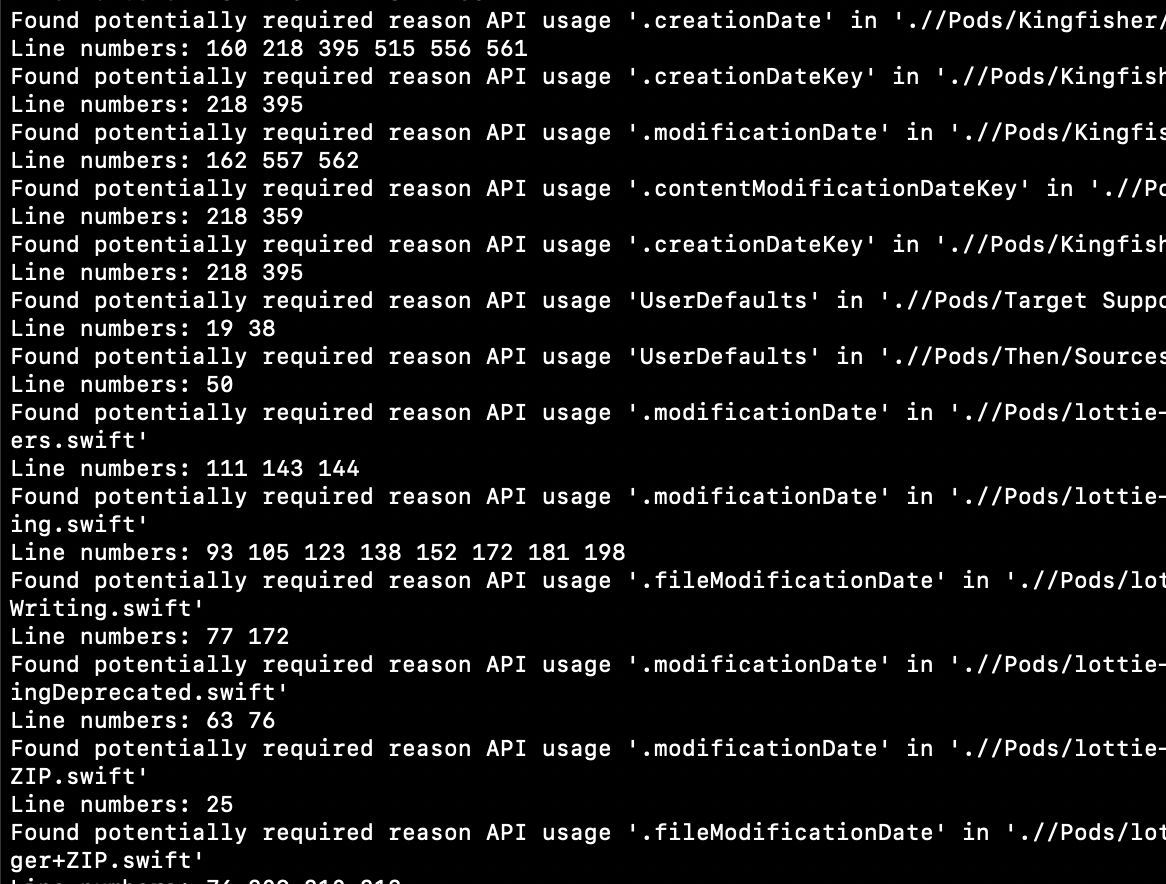 Found potentially required reason API usage '.creationDate' in './/Pods/Kingfisher/
Line numbers: 160 218 395 515 556 561
Found potentially required reason API usage '.creationDateKey' in './/Pods/Kingfish
Line numbers: 218 395
Found potentially required reason API usage '.modificationDate' in './/Pods/Kingfis
Line numbers: 162 557 562
Found potentially required reason API usage '.contentModificationDateKey' in './/Po
Line numbers: 218 359
Found potentially required reason API usage '.creationDateKey' in './/Pods/Kingfish
Line numbers: 218 395
Found potentially required reason API usage 'UserDefaults' in './/Pods/Target Suppo
Line numbers: 19 38
Found potentially required reason API usage 'UserDefaults' in './/Pods/Then/Sources
Line numbers: 50
Found potentially required reason API usage '.modificationDate' in './/Pods/lottie-
ers.swift'
Line numbers: 111 143 144
Found potentially required reason API usage '.modificationDate' in './/Pods/lottie-
ing.swift'
Line numbers: 93 105 123 138 152 172 181 198
Found potentially required reason API usage '.fileModificationDate' in './/Pods/lot
Writing.swift'
Line numbers: 77 172
Found potentially required reason API usage '.modificationDate' in './/Pods/lottie-
ingDeprecated.swift'
Line numbers: 63 76
Found potentially required reason API usage '.modificationDate' in './/Pods/lottie-
ZIP.swift'
Line numbers: 25
Found potentially required reason API usage '.fileModificationDate' in './/Pods/lot
ger+ZIP.swift'
Line numbers: 76